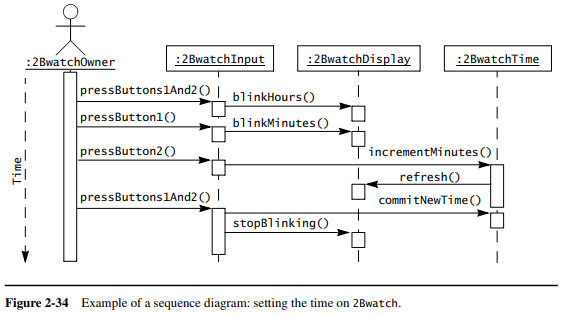 :2BwatchOwner
:2BwatchInput
:2BwatchDisplay
:2BwatchTime
pressButtons1And2()
blinkHours()
pressButton1()
blinkMinutes()
pressButton2()
incrementMinutes()
refresh()
pressButtons1And2()
commitNewTime()
stopBlinking()
Time
Figure 2-34 Example of a sequence diagram: setting the time on 2Bwatch.